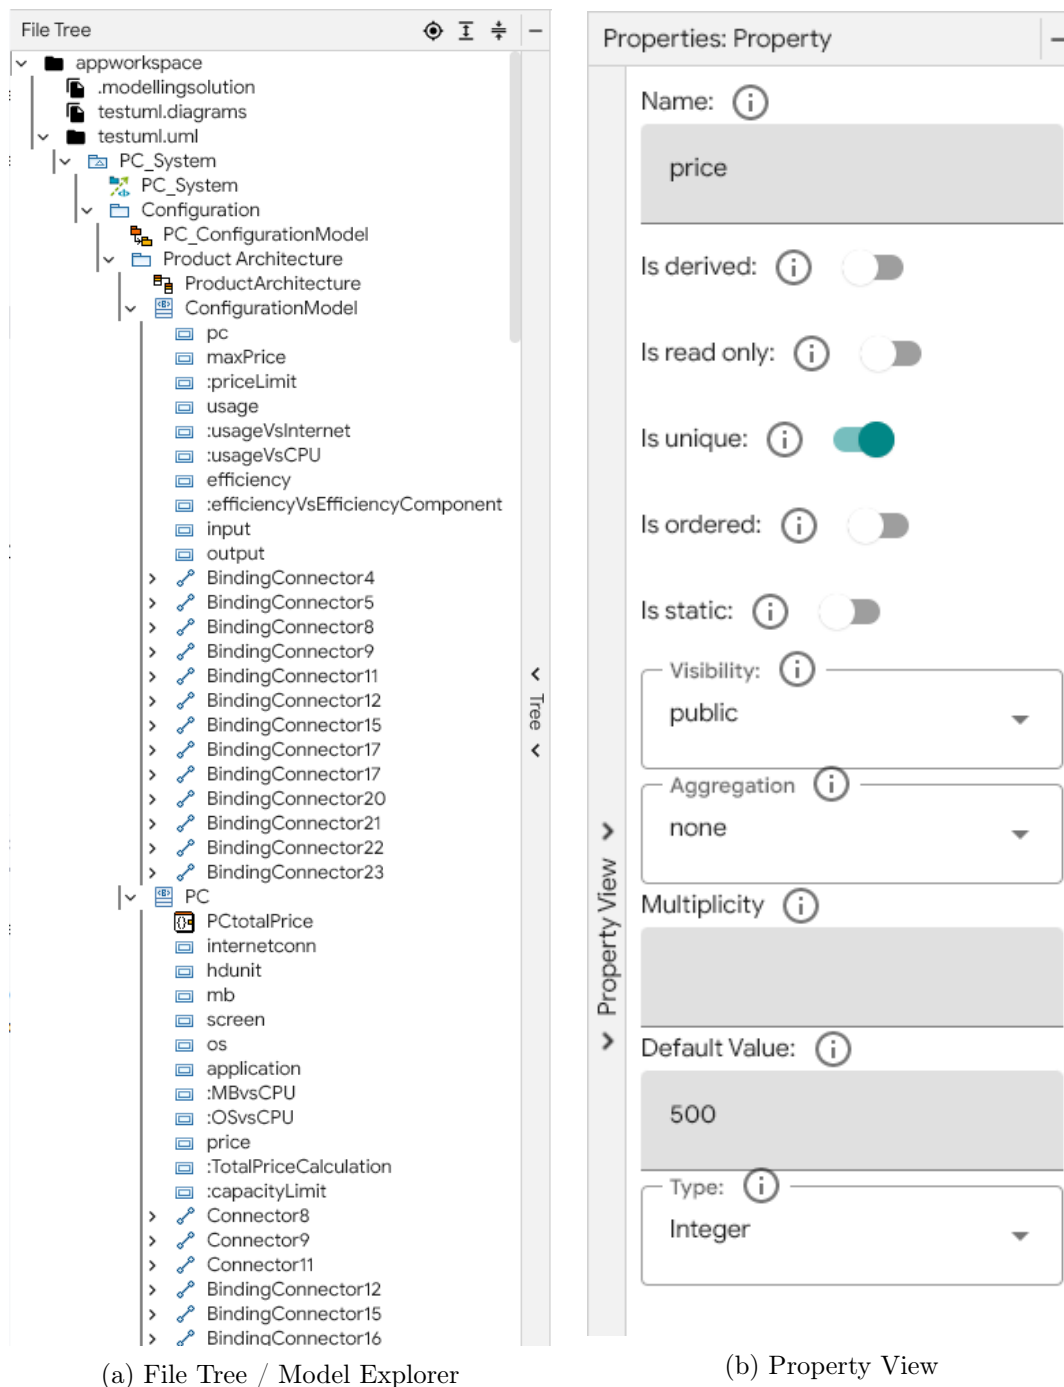 File Tree
appworkspace
.modellingsolution
testuml.diagrams
testuml.uml
PC_System
PC_System
Configuration
PC_ConfigurationModel
Product Architecture
ProductArchitecture
ConfigurationModel
pc
maxPrice
:priceLimit
usage
:usageVsInternet
:usageVsCPU
efficiency
:efficiencyVsEfficiencyComponent
input
output
BindingConnector4
BindingConnector5
BindingConnector8
BindingConnector9
BindingConnector11
BindingConnector12
BindingConnector15
BindingConnector17
BindingConnector17
BindingConnector20
BindingConnector21
BindingConnector22
BindingConnector23
PC
PCtotalPrice
internetconn
hdunit
mb
screen
os
application
:MBvsCPU
:OSvsCPU
price
:TotalPriceCalculation
:capacityLimit
Connector8
Connector9
Connector11
BindingConnector12
BindingConnector15
BindingConnector16
Tree
(a) File Tree / Model Explorer
Properties: Property
Property View
Name:
price
Is derived:
Is read only:
Is unique:
Is ordered:
Is static:
Visibility:
public
Aggregation
none
Multiplicity
Default Value:
500
Type:
Integer
(b) Property View